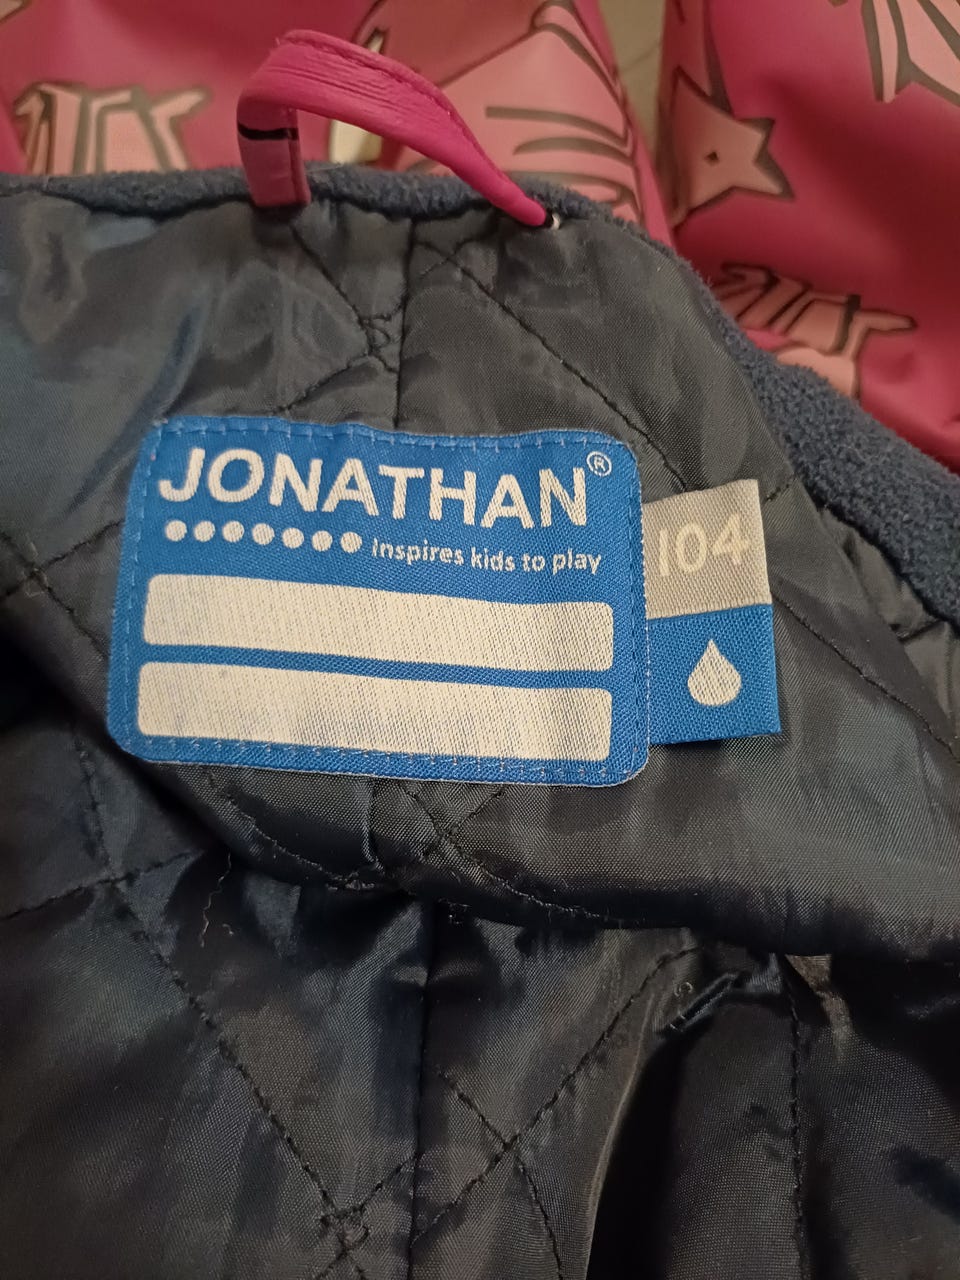 JONATHAN®
Inspires kids to play
104